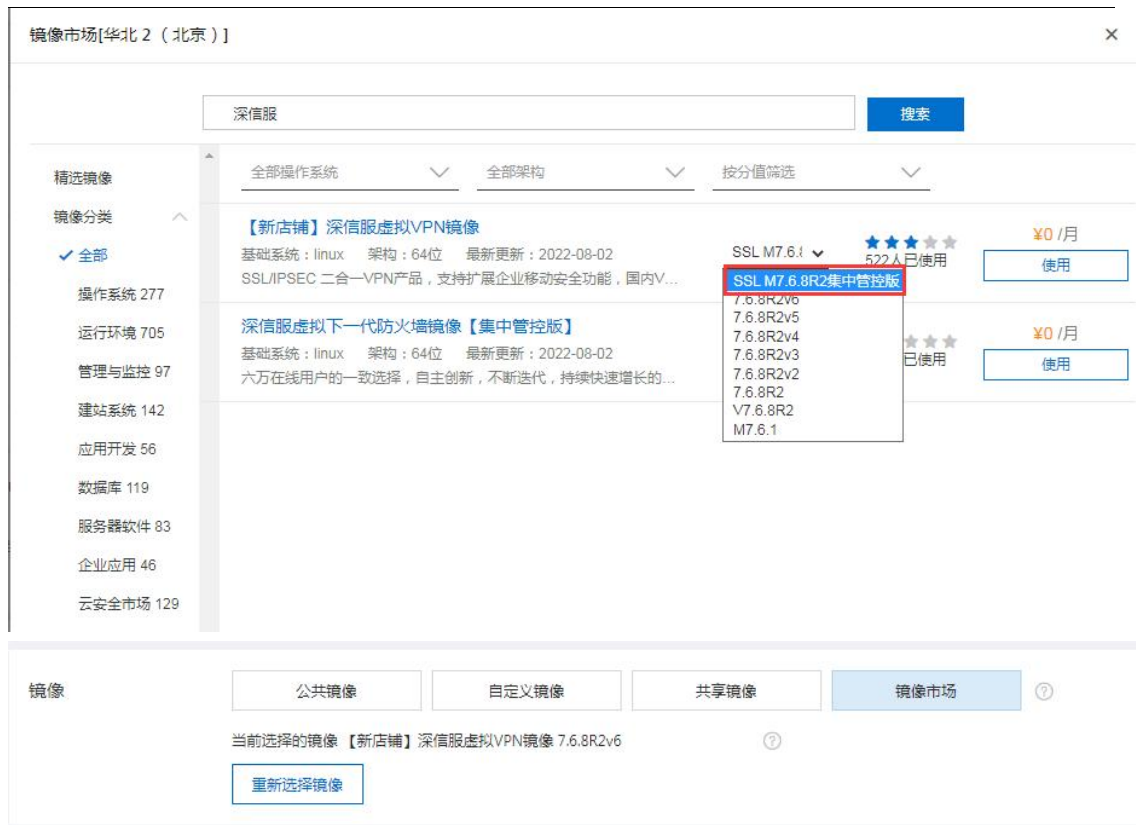 镜像市场[华北 2 （北京）]
×
深信服
搜索
精选镜像
镜像分类
全部
操作系统 277
运行环境 705
管理与监控 97
建站系统 142
应用开发 56
数据库 119
服务器软件 83
企业应用 46
云安全市场 129
全部操作系统
全部架构
按分值筛选
【新店铺】深信服虚拟VPN镜像
基础系统：linux 架构：64位 最新更新：2022-08-02
SSL/IPSEC 二合一VPN产品，支持扩展企业移动安全功能，国内V...
SSL M7.6.8
522人已使用
¥0 /月
使用
SSL M7.6.8R2集中管控版
7.6.8R2v6
7.6.8R2v5
7.6.8R2v4
7.6.8R2v3
7.6.8R2v2
7.6.8R2
V7.6.8R2
M7.6.1
深信服虚拟下一代防火墙镜像【集中管控版】
基础系统：linux 架构：64位 最新更新：2022-08-02
六万在线用户的一致选择，自主创新，不断迭代，持续快速增长的...
已使用
¥0 /月
使用
镜像
公共镜像
自定义镜像
共享镜像
镜像市场
?
当前选择的镜像 【新店铺】深信服虚拟VPN镜像 7.6.8R2v6
?
重新选择镜像